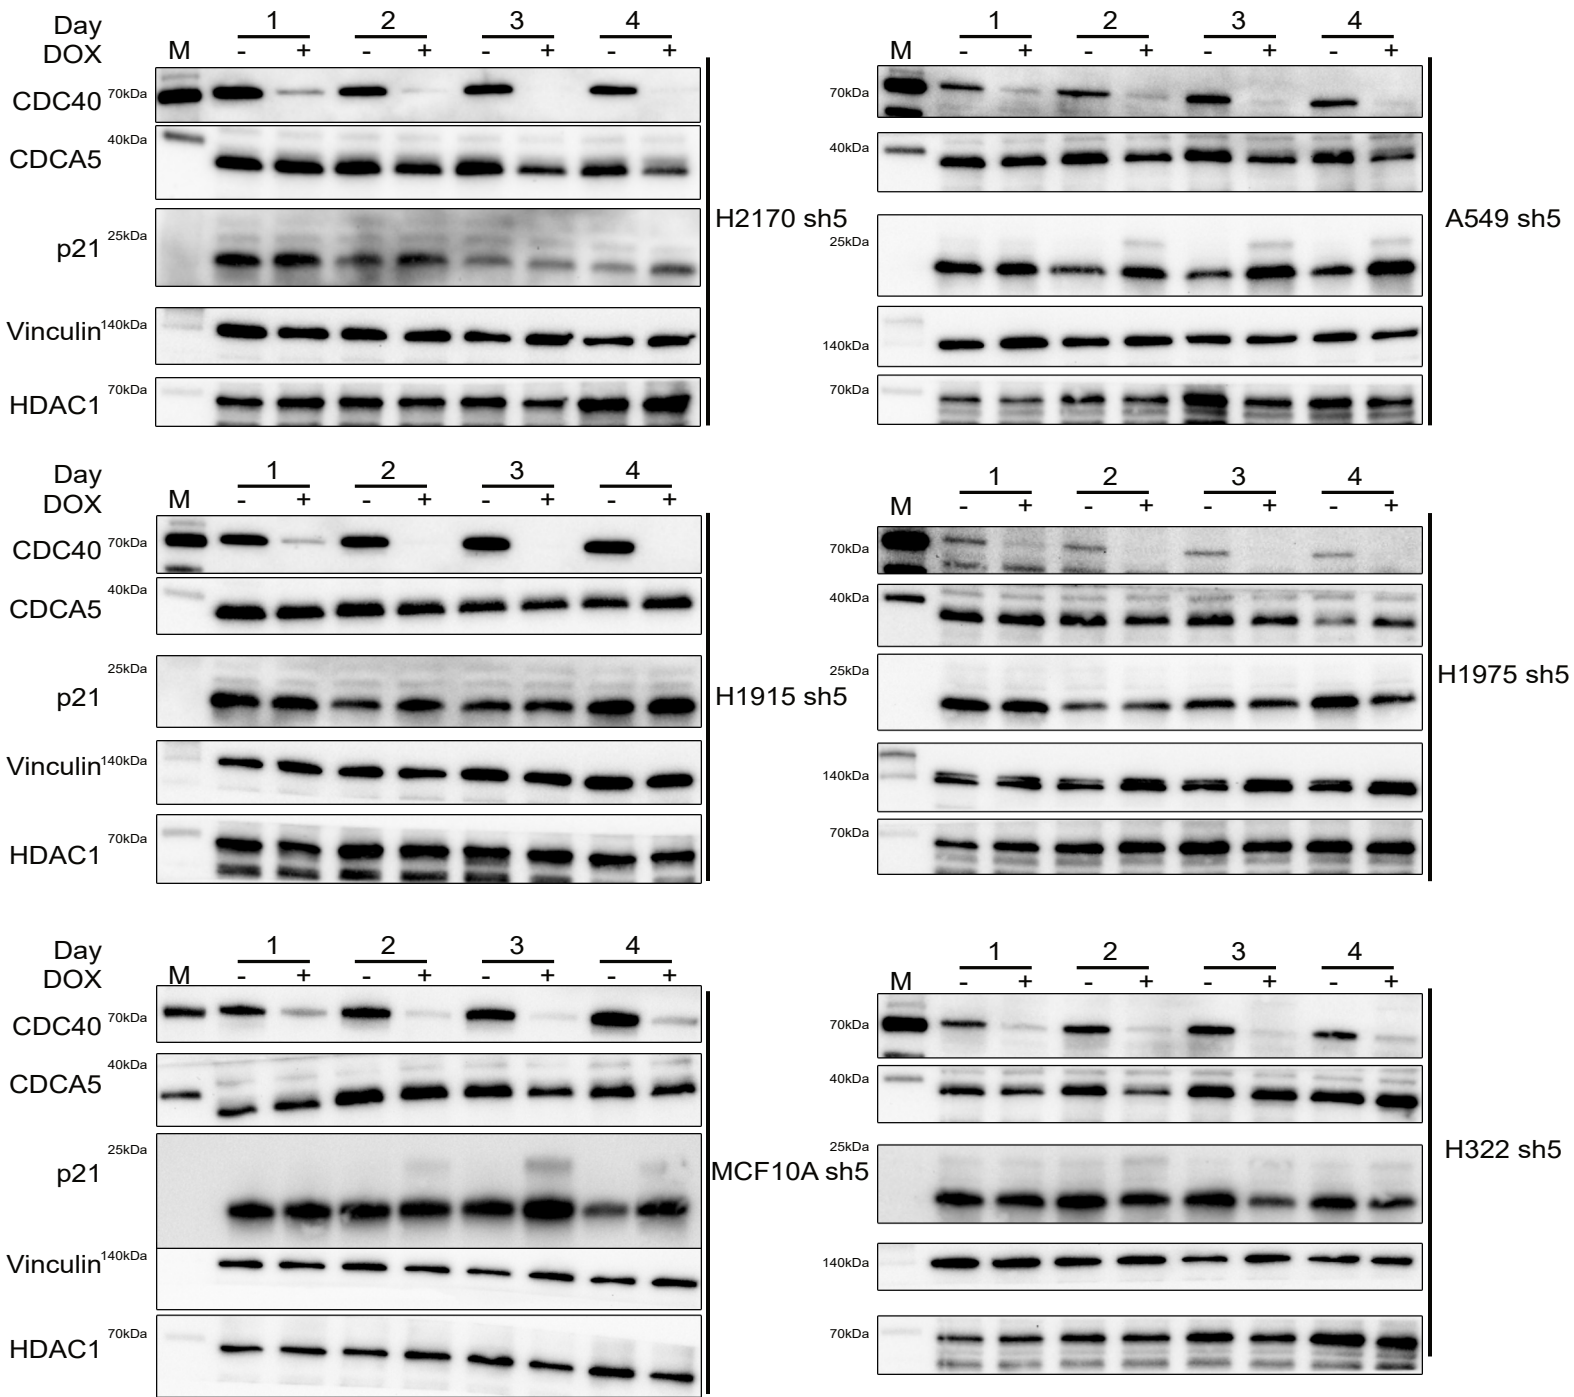 Day 1 2 3 4
DOX M - + - + - + - +
CDC40 70kDa
CDCA5 40kDa
p21 25kDa
Vinculin 140kDa
HDAC1 70kDa
H2170 sh5
1 2 3 4
M - + - + - + - +
70kDa
40kDa
25kDa
140kDa
70kDa
A549 sh5
Day 1 2 3 4
DOX M - + - + - + - +
CDC40 70kDa
CDCA5 40kDa
p21 25kDa
Vinculin 140kDa
HDAC1 70kDa
H1915 sh5
1 2 3 4
M - + - + - + - +
70kDa
40kDa
25kDa
140kDa
70kDa
H1975 sh5
Day 1 2 3 4
DOX M - + - + - + - +
CDC40 70kDa
CDCA5 40kDa
p21 25kDa
Vinculin 140kDa
HDAC1 70kDa
MCF10A sh5
1 2 3 4
M - + - + - + - +
70kDa
40kDa
25kDa
140kDa
70kDa
H322 sh5